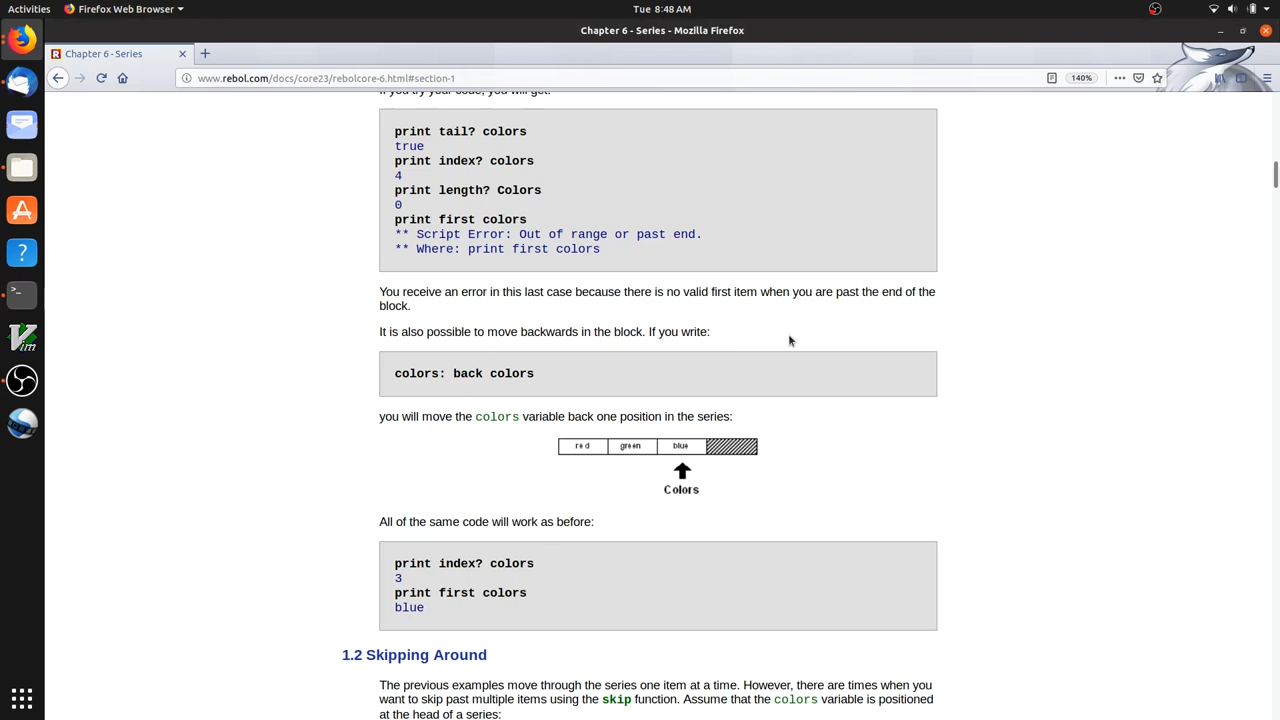 Activities
Firefox Web Browser
Tue 8:48 AM
Chapter 6 - Series - Mozilla Firefox
Chapter 6 - Series
www.rebol.com/docs/core23/rebolcore-6.html#section-1
140%
If you try your code, you will get:
print tail? colors
true
print index? colors
4
print length? Colors
0
print first colors
** Script Error: Out of range or past end.
** Where: print first colors
You receive an error in this last case because there is no valid first item when you are past the end of the
block.
It is also possible to move backwards in the block. If you write:
colors: back colors
you will move the colors variable back one position in the series:
red green blue
Colors
All of the same code will work as before:
print index? colors
3
print first colors
blue
1.2 Skipping Around
The previous examples move through the series one item at a time. However, there are times when you
want to skip past multiple items using the skip function. Assume that the colors variable is positioned
at the head of a series: